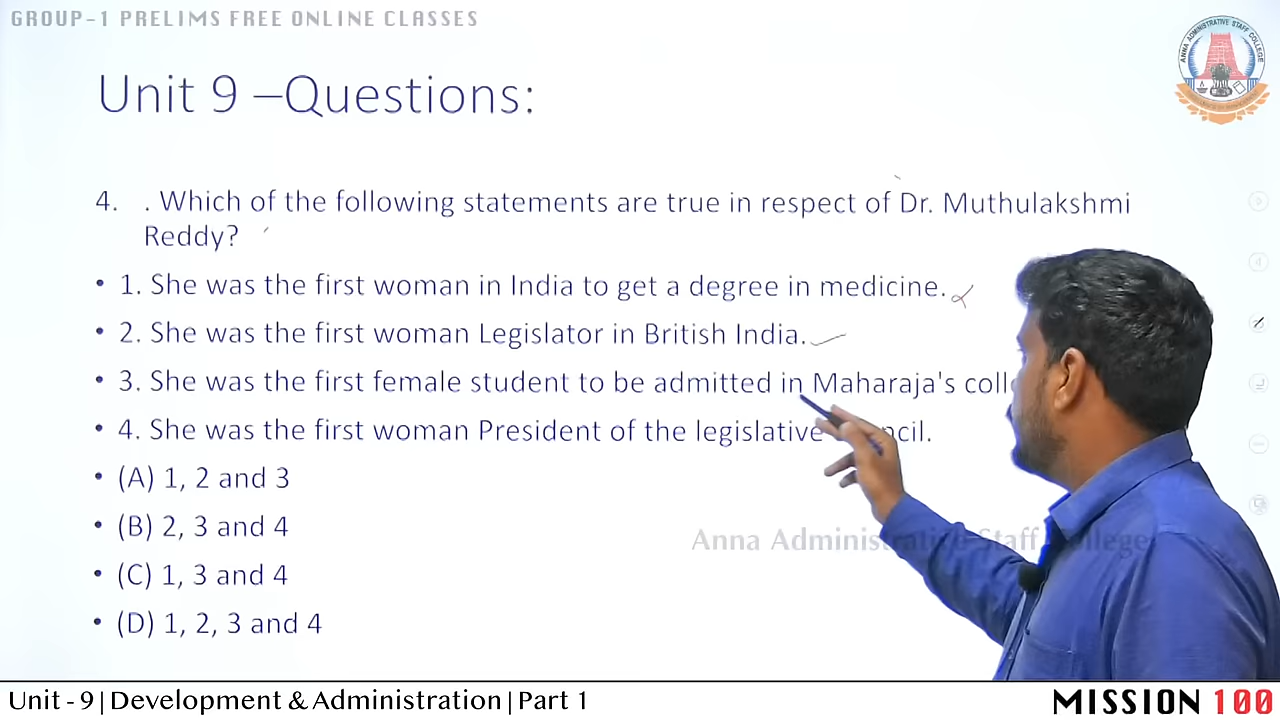 GROUP-1 PRELIMS FREE ONLINE CLASSES
ANNA ADMINISTRATIVE STAFF COLLEGE
Unit 9 –Questions:
4. . Which of the following statements are true in respect of Dr. Muthulakshmi
Reddy?
• 1. She was the first woman in India to get a degree in medicine.
• 2. She was the first woman Legislator in British India.
• 3. She was the first female student to be admitted in Maharaja's
• 4. She was the first woman President of the legislative
• (A) 1, 2 and 3
• (B) 2, 3 and 4
• (C) 1, 3 and 4
• (D) 1, 2, 3 and 4
Anna Administrative Staff College
Unit - 9|Development & Administration|Part 1
MISSION 100